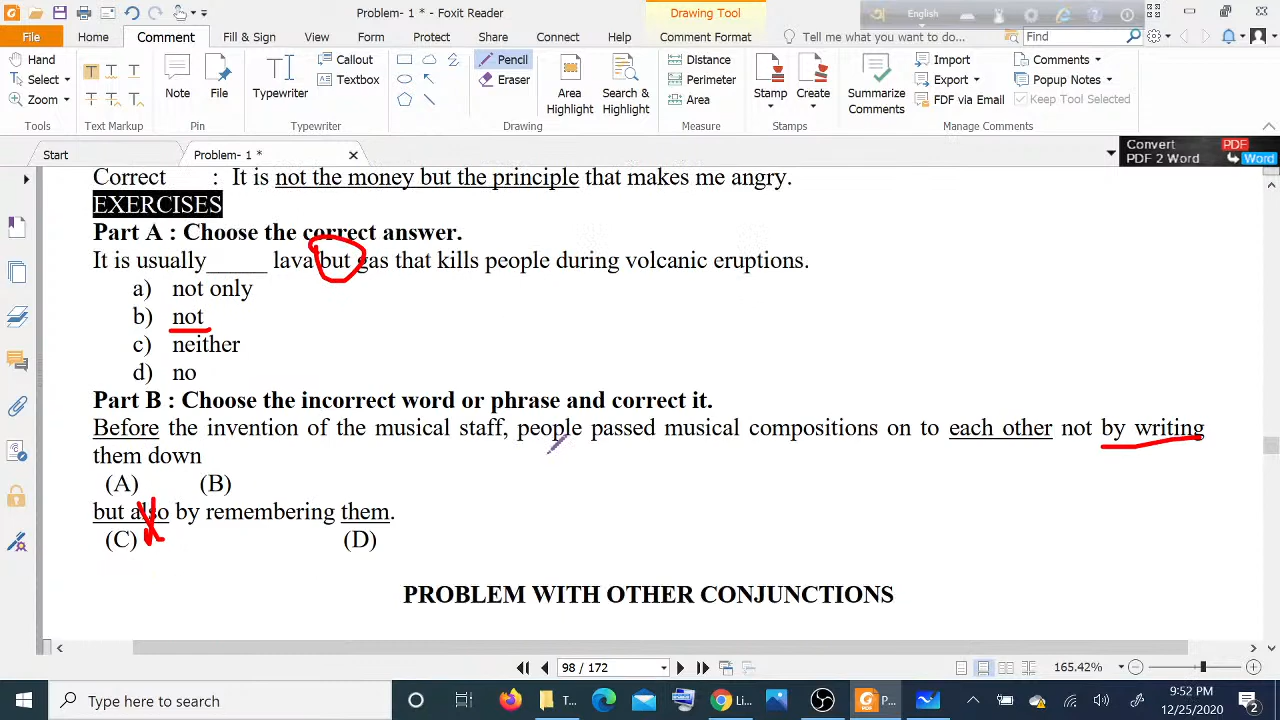 Problem- 1 * - Foxit Reader
Drawing Tool
English
File Home Comment Fill & Sign View Form Protect Share Connect Help Comment Format Tell me what you want to do... Find
Hand Select Zoom Tools
Text Markup
Note File Pin
Typewriter Callout Textbox Typewriter
Pencil Eraser Area Highlight Search & Highlight Drawing
Distance Perimeter Area Measure
Stamp Create Stamps
Summarize Comments Import Export FDF via Email Comments Popup Notes Keep Tool Selected Manage Comments
Start Problem- 1 * Convert PDF 2 Word PDF Word
Correct : It is not the money but the principle that makes me angry.
EXERCISES
Part A : Choose the correct answer.
It is usually_____ lava but gas that kills people during volcanic eruptions.
a) not only
b) not
c) neither
d) no
Part B : Choose the incorrect word or phrase and correct it.
Before the invention of the musical staff, people passed musical compositions on to each other not by writing
them down
(A) (B)
but also by remembering them.
(C) (D)
PROBLEM WITH OTHER CONJUNCTIONS
98 / 172 165.42%
Type here to search T... Li... P... 9:52 PM
12/25/2020 2